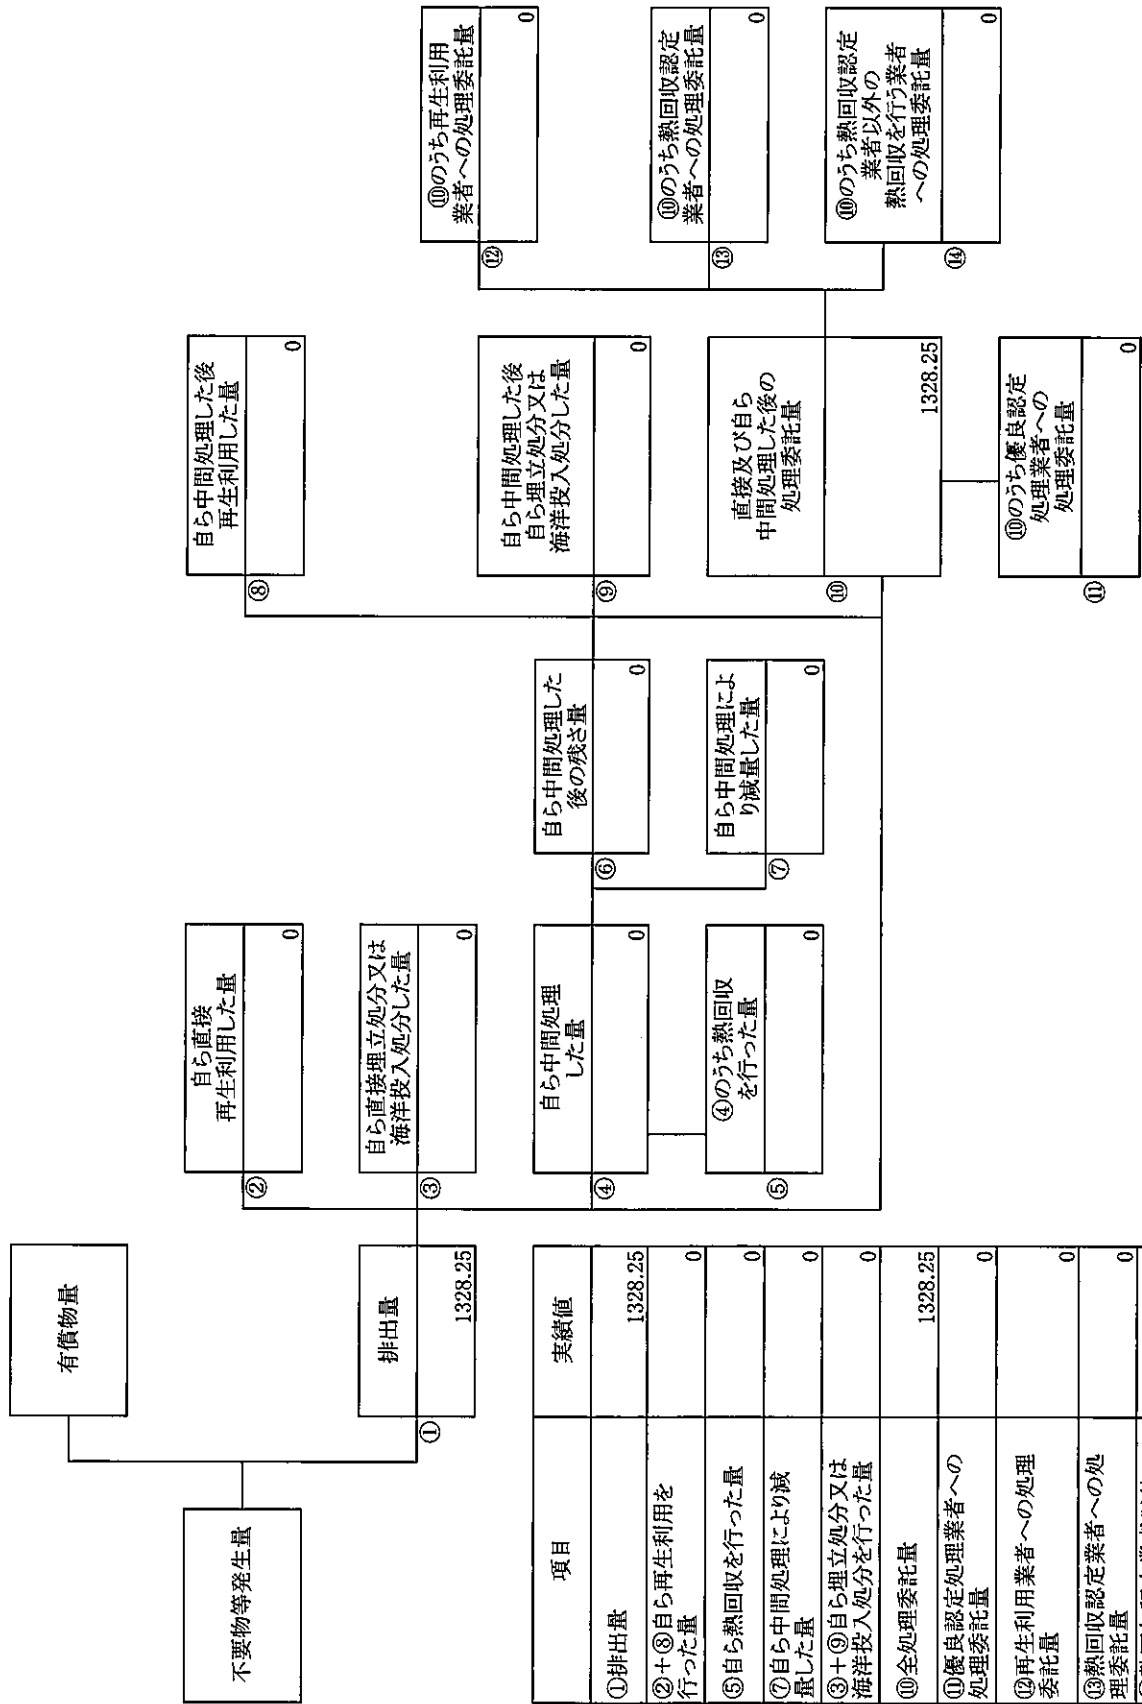 不要物等発生量
有償物量
①
排出量
1328.25
②
自ら直接
再生利用した量
0
③
自ら直接埋立処分又は
海洋投入処分した量
0
④
自ら中間処理
した量
0
⑤
④のうち熱回収
を行った量
0
⑥
自ら中間処理した
後の残さ量
0
⑦
自ら中間処理によ
り減量した量
0
⑧
自ら中間処理した後
再生利用した量
0
⑨
自ら中間処理した後
自ら埋立処分又は
海洋投入処分した量
0
⑩
直接及び自ら
中間処理した後の
処理委託量
1328.25
⑪
⑩のうち優良認定
処理業者への
処理委託量
0
⑫
⑩のうち再生利用
業者への処理委託量
0
⑬
⑩のうち熱回収認定
業者への処理委託量
0
⑭
⑩のうち熱回収認定
業者以外の
熱回収を行う業者
への処理委託量
0
項目
実績値
①排出量
1328.25
②+⑧自ら再生利用を
行った量
0
⑤自ら熱回収を行った量
0
⑦自ら中間処理により減
量した量
0
③+⑨自ら埋立処分又は
海洋投入処分を行った量
0
⑩全処理委託量
1328.25
⑪優良認定処理業者への
処理委託量
0
⑫再生利用業者への処理
委託量
0
⑬熱回収認定業者への処
理委託量
0